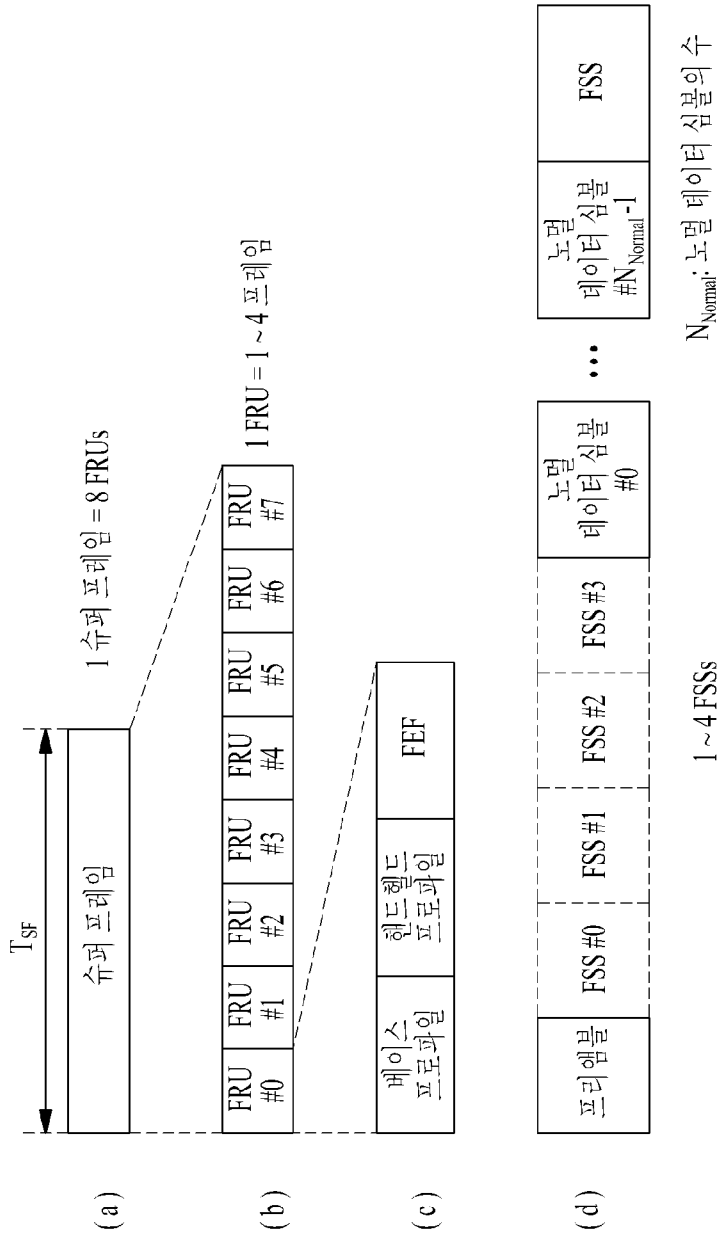 (a)
T_SF
슈퍼 프레임
1 슈퍼 프레임 = 8 FRUs
(b)
FRU
#0
FRU
#1
FRU
#2
FRU
#3
FRU
#4
FRU
#5
FRU
#6
FRU
#7
1 FRU = 1 ~ 4 프레임
(c)
베이스
프로파일
핸드헬드
프로파일
FEF
(d)
프리앰블
FSS #0
FSS #1
FSS #2
FSS #3
노멀
데이터 심볼
#0
•••
노멀
데이터 심볼
#N_Normal-1
FSS
1 ~ 4 FSSs
N_Normal: 노멀 데이터 심볼의 수